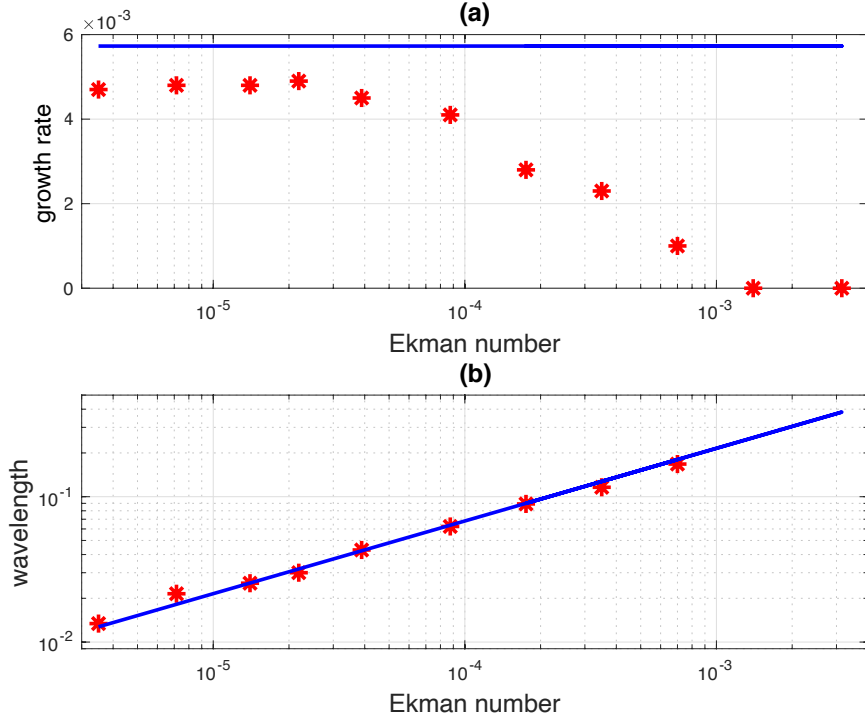 (a)
×10^-3
6
4
2
0
growth rate
10^-5 10^-4 10^-3
Ekman number
(b)
10^-1
10^-2
wavelength
10^-5 10^-4 10^-3
Ekman number